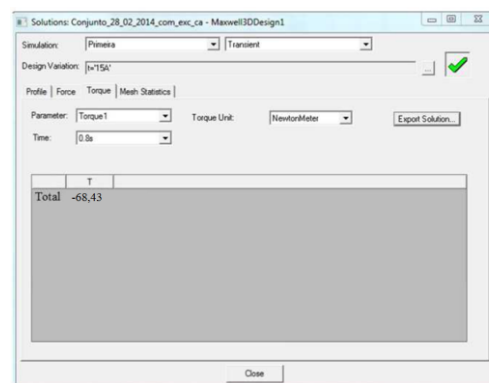 Solutions: Conjunto_28_02_2014_com_exc_ca - Maxwell3DDesign1
Simulation: Primeira Transient
Design Variation: I='15A' ...
Profile Force Torque Mesh Statistics
Parameter: Torque1 Torque Unit: NewtonMeter Export Solution...
Time: 0.8s
T
Total -68,43
Close